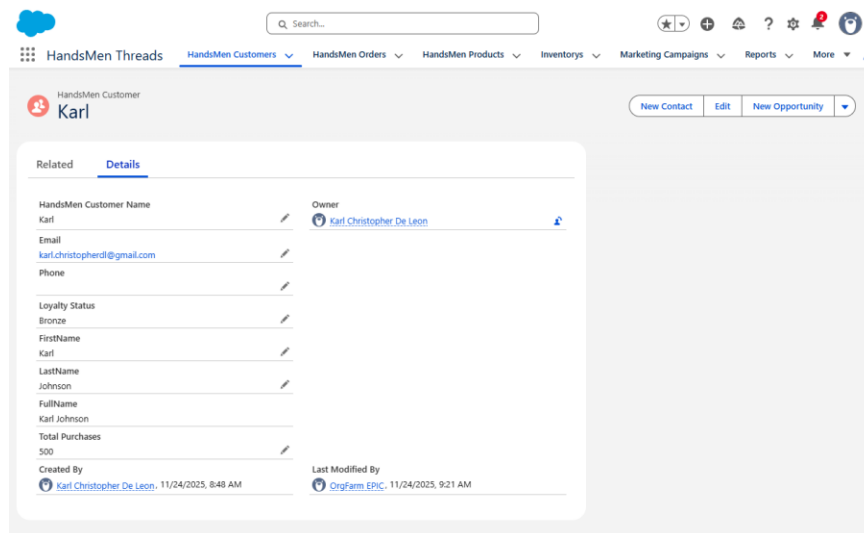 Search...
2
HandsMen Threads
HandsMen Customers
HandsMen Orders
HandsMen Products
Inventorys
Marketing Campaigns
Reports
More
HandsMen Customer
Karl
New Contact
Edit
New Opportunity
Related
Details
HandsMen Customer Name
Karl
Owner
Karl Christopher De Leon
Email
karl.christopherdl@gmail.com
Phone
Loyalty Status
Bronze
FirstName
Karl
LastName
Johnson
FullName
Karl Johnson
Total Purchases
500
Created By
Karl Christopher De Leon, 11/24/2025, 8:48 AM
Last Modified By
OrgFarm EPIC, 11/24/2025, 9:21 AM